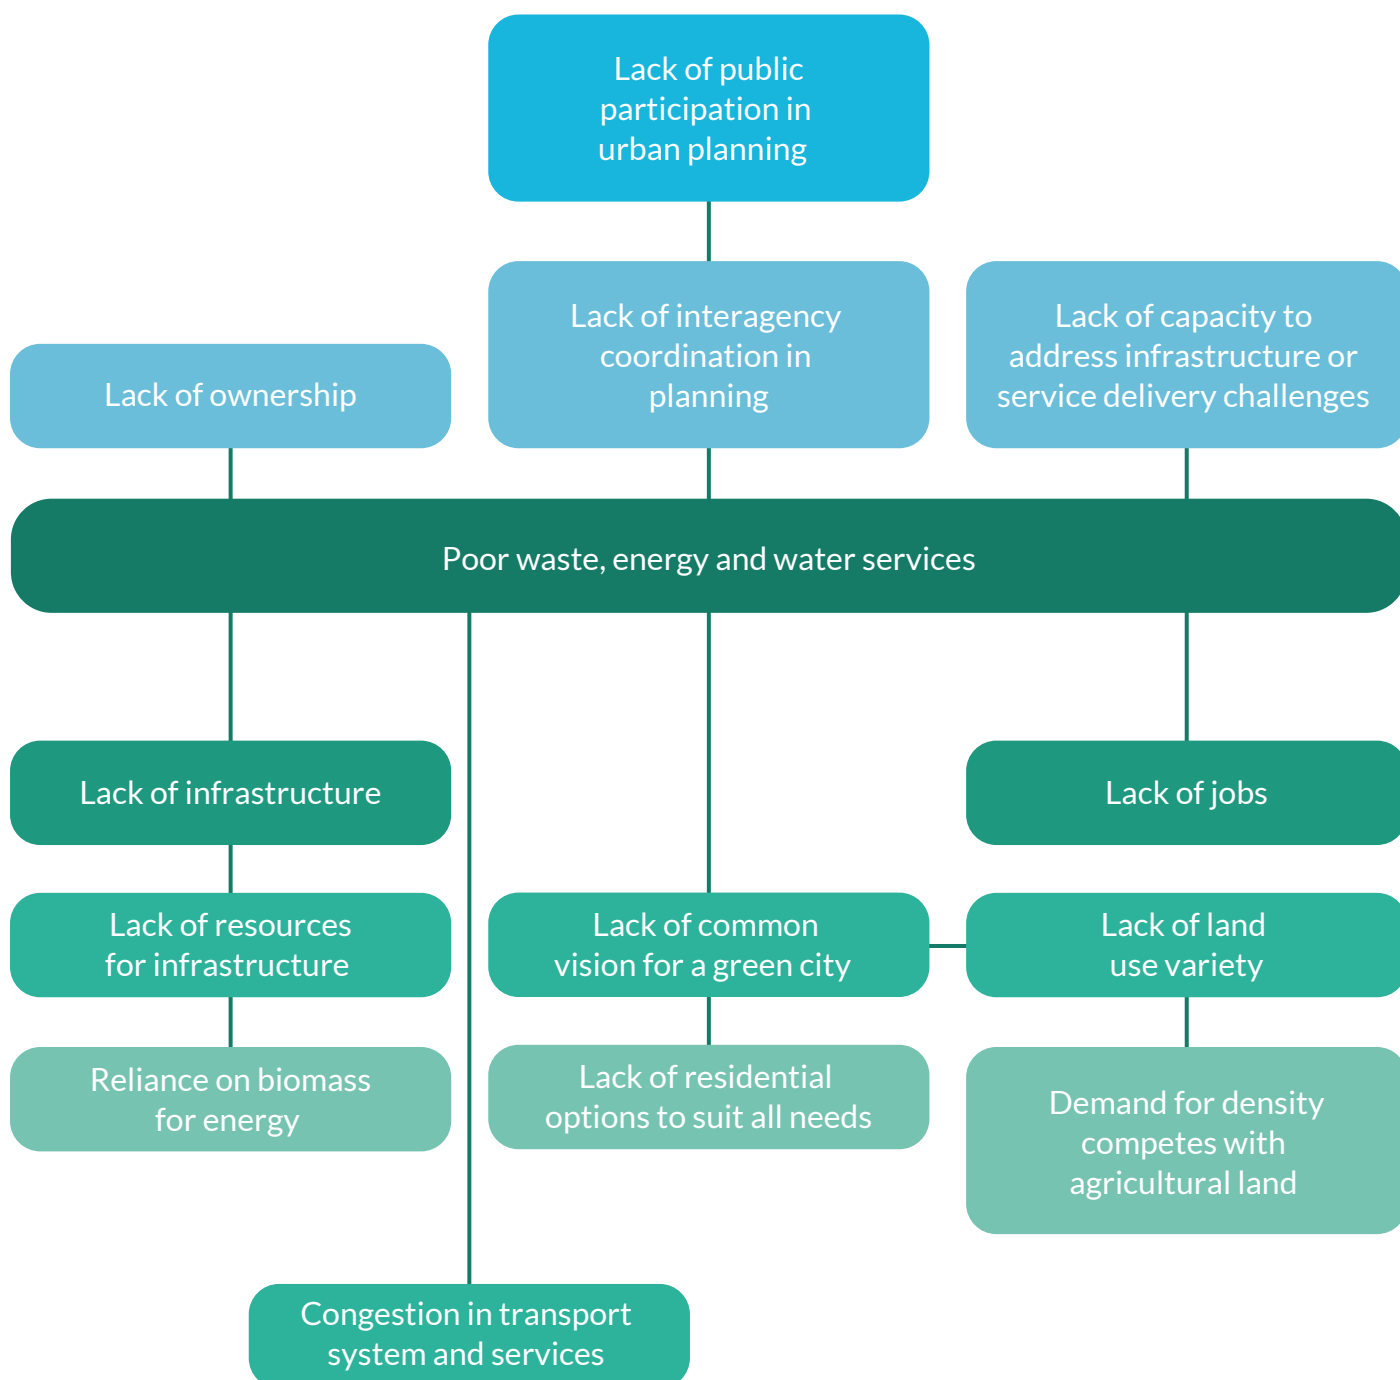 Lack of public
participation in
urban planning
Lack of ownership
Lack of interagency
coordination in
planning
Lack of capacity to
address infrastructure or
service delivery challenges
Poor waste, energy and water services
Lack of infrastructure
Lack of jobs
Lack of resources
for infrastructure
Lack of common
vision for a green city
Lack of land
use variety
Reliance on biomass
for energy
Lack of residential
options to suit all needs
Demand for density
competes with
agricultural land
Congestion in transport
system and services